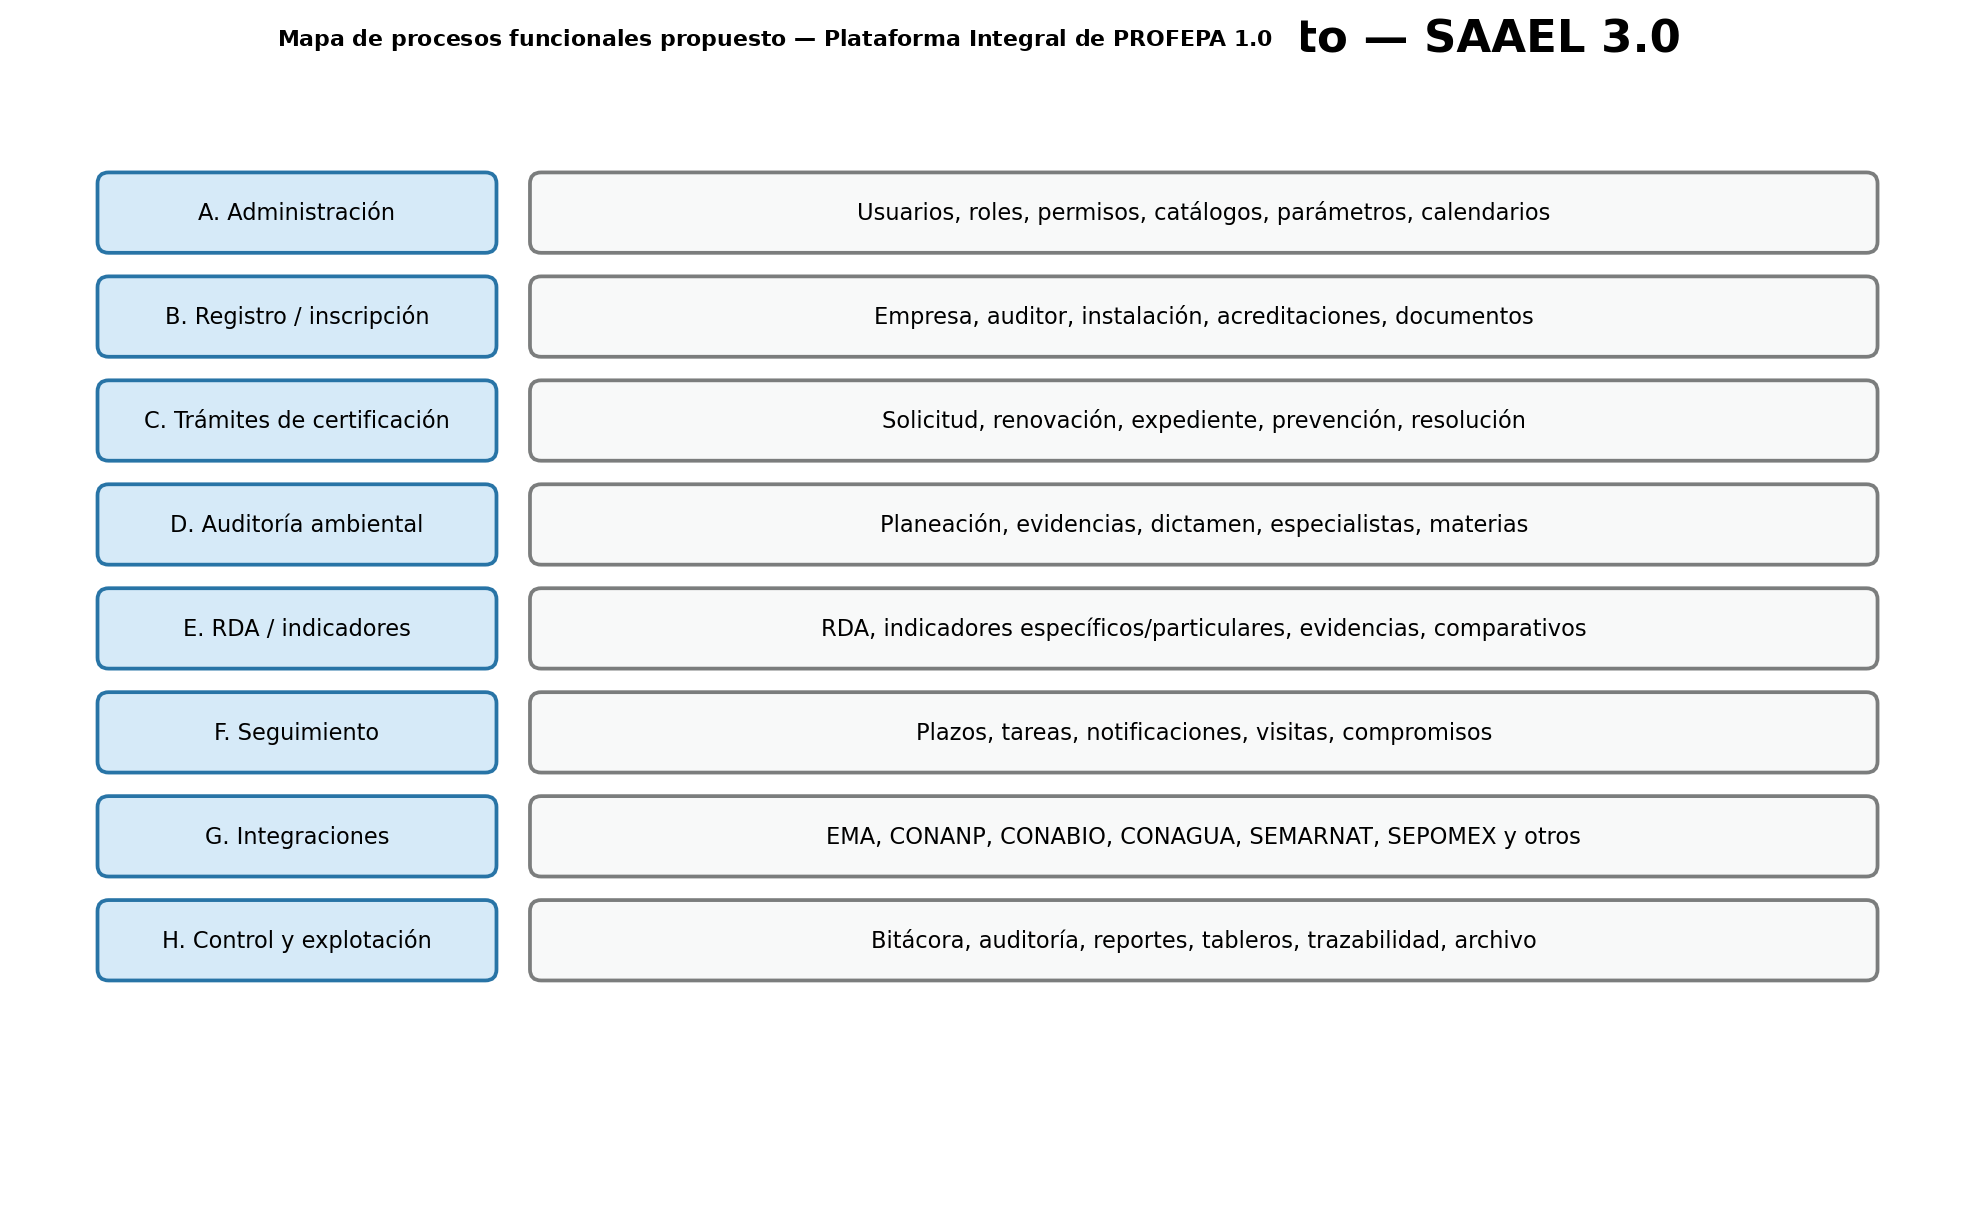 Mapa de procesos funcionales propuesto — Plataforma Integral de PROFEPA 1.0 to — SAAEL 3.0
A. Administración
Usuarios, roles, permisos, catálogos, parámetros, calendarios
B. Registro / inscripción
Empresa, auditor, instalación, acreditaciones, documentos
C. Trámites de certificación
Solicitud, renovación, expediente, prevención, resolución
D. Auditoría ambiental
Planeación, evidencias, dictamen, especialistas, materias
E. RDA / indicadores
RDA, indicadores específicos/particulares, evidencias, comparativos
F. Seguimiento
Plazos, tareas, notificaciones, visitas, compromisos
G. Integraciones
EMA, CONANP, CONABIO, CONAGUA, SEMARNAT, SEPOMEX y otros
H. Control y explotación
Bitácora, auditoría, reportes, tableros, trazabilidad, archivo